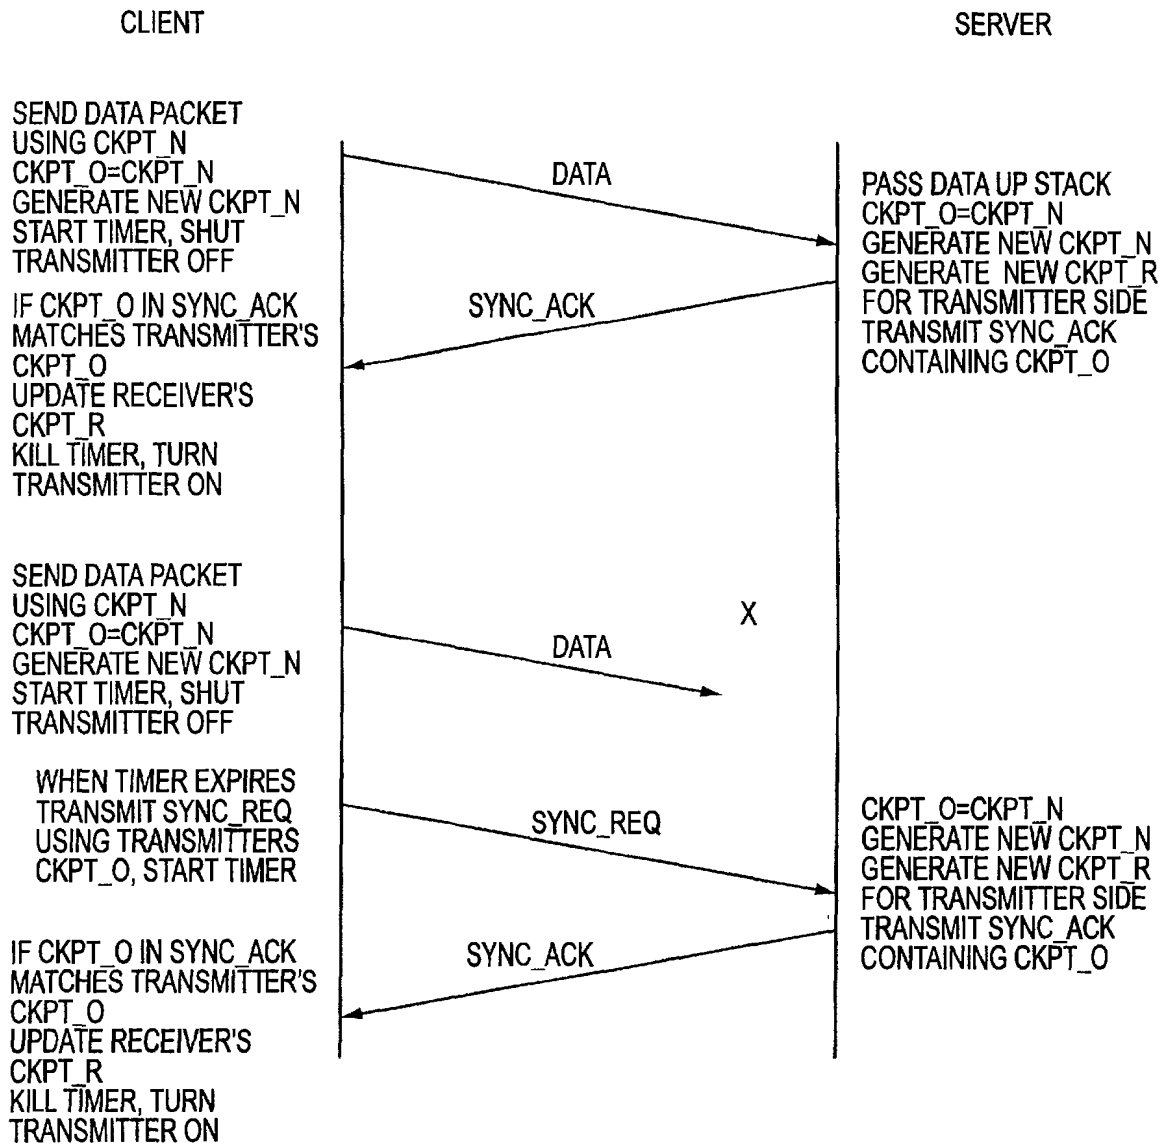 CLIENT
SERVER
SEND DATA PACKET
USING CKPT_N
CKPT_O=CKPT_N
GENERATE NEW CKPT_N
START TIMER, SHUT
TRANSMITTER OFF
DATA
PASS DATA UP STACK
CKPT_O=CKPT_N
GENERATE NEW CKPT_N
GENERATE NEW CKPT_R
FOR TRANSMITTER SIDE
TRANSMIT SYNC_ACK
CONTAINING CKPT_O
SYNC_ACK
IF CKPT_O IN SYNC_ACK
MATCHES TRANSMITTER'S
CKPT_O
UPDATE RECEIVER'S
CKPT_R
KILL TIMER, TURN
TRANSMITTER ON
SEND DATA PACKET
USING CKPT_N
CKPT_O=CKPT_N
GENERATE NEW CKPT_N
START TIMER, SHUT
TRANSMITTER OFF
DATA
X
WHEN TIMER EXPIRES
TRANSMIT SYNC_REQ
USING TRANSMITTERS
CKPT_O, START TIMER
SYNC_REQ
CKPT_O=CKPT_N
GENERATE NEW CKPT_N
GENERATE NEW CKPT_R
FOR TRANSMITTER SIDE
TRANSMIT SYNC_ACK
CONTAINING CKPT_O
SYNC_ACK
IF CKPT_O IN SYNC_ACK
MATCHES TRANSMITTER'S
CKPT_O
UPDATE RECEIVER'S
CKPT_R
KILL TIMER, TURN
TRANSMITTER ON